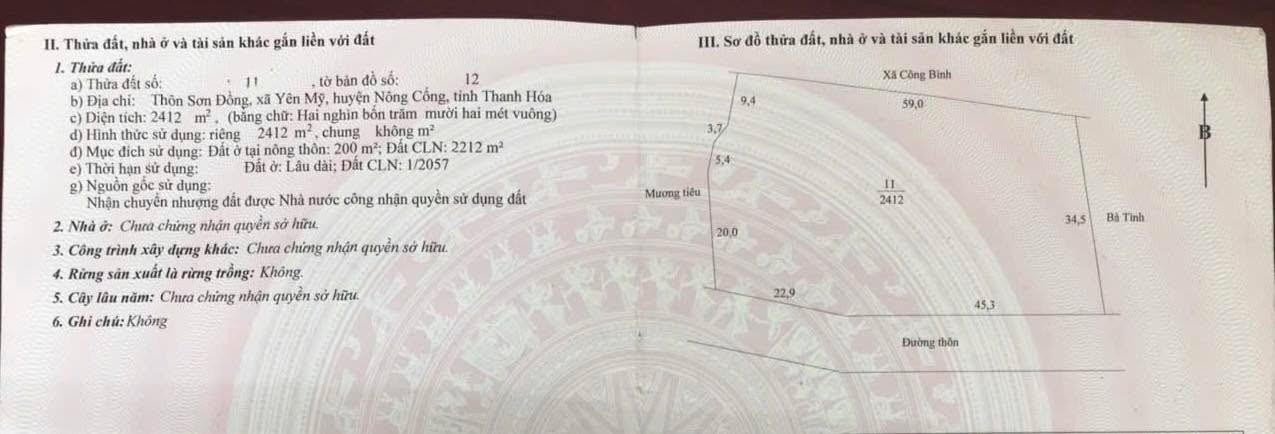 II. Thửa đất, nhà ở và tài sản khác gắn liền với đất
1. Thửa đất:
a) Thửa đất số: 11 , tờ bản đồ số: 12
b) Địa chỉ: Thôn Sơn Đồng, xã Yên Mỹ, huyện Nông Cống, tỉnh Thanh Hóa
c) Diện tích: 2412 m², (bằng chữ: Hai nghìn bốn trăm mười hai mét vuông)
d) Hình thức sử dụng: riêng 2412 m², chung không m²
đ) Mục đích sử dụng: Đất ở tại nông thôn: 200 m²; Đất CLN: 2212 m²
e) Thời hạn sử dụng: Đất ở: Lâu dài; Đất CLN: 1/2057
g) Nguồn gốc sử dụng:
Nhận chuyển nhượng đất được Nhà nước công nhận quyền sử dụng đất
2. Nhà ở: Chưa chứng nhận quyền sở hữu.
3. Công trình xây dựng khác: Chưa chứng nhận quyền sở hữu.
4. Rừng sản xuất là rừng trồng: Không.
5. Cây lâu năm: Chưa chứng nhận quyền sở hữu.
6. Ghi chú: Không
III. Sơ đồ thửa đất, nhà ở và tài sản khác gắn liền với đất
Xã Công Bình
9,4
59,0
3,7
B
5,4
11
2412
Mương tiêu
34,5 Bà Tình
20,0
22,9
45,3
Đường thôn